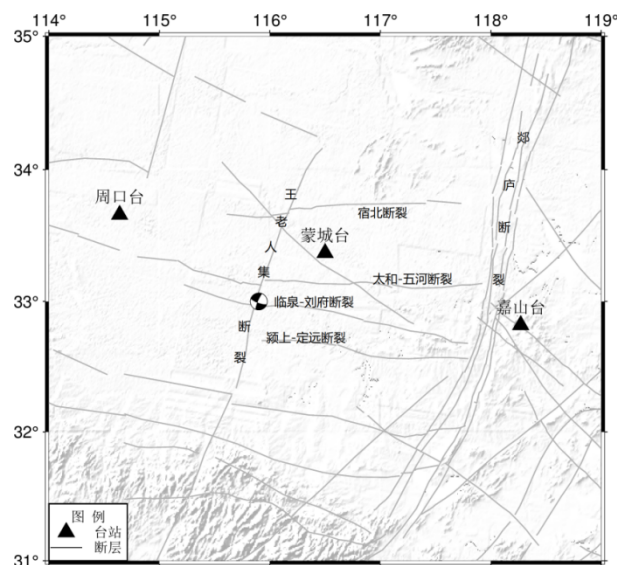 114° 115° 116° 117° 118° 119°
35°
34°
33°
32°
31°
周口台
王老人集断裂
宿北断裂
蒙城台
太和-五河断裂
临泉-刘府断裂
颍上-定远断裂
郯庐断裂
嘉山台
图 例
台站
断层